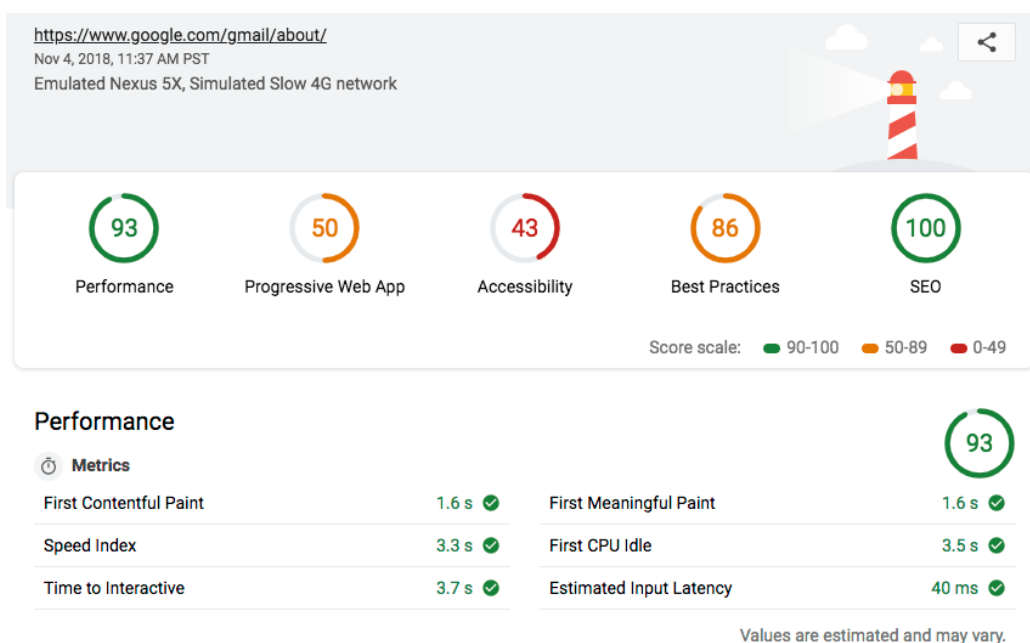 https://www.google.com/gmail/about/
Nov 4, 2018, 11:37 AM PST
Emulated Nexus 5X, Simulated Slow 4G network
93 50 43 86 100
Performance Progressive Web App Accessibility Best Practices SEO
Score scale: 90-100 50-89 0-49
Performance
93
Metrics
First Contentful Paint 1.6 s First Meaningful Paint 1.6 s
Speed Index 3.3 s First CPU Idle 3.5 s
Time to Interactive 3.7 s Estimated Input Latency 40 ms
Values are estimated and may vary.